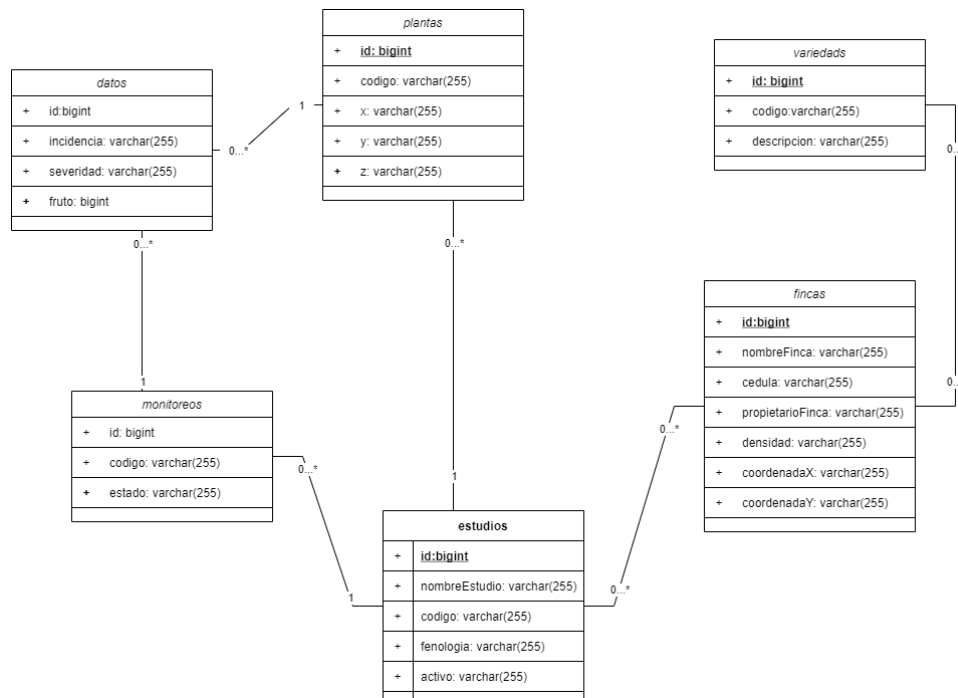 plantas
+ id: bigint
+ codigo: varchar(255)
+ x: varchar(255)
+ y: varchar(255)
+ z: varchar(255)
variedads
+ id: bigint
+ codigo:varchar(255)
+ descripcion: varchar(255)
datos
+ id:bigint
+ incidencia: varchar(255)
+ severidad: varchar(255)
+ fruto: bigint
1
0...*
0...*
0...*
0..
fincas
+ id:bigint
+ nombreFinca: varchar(255)
+ cedula: varchar(255)
+ propietarioFinca: varchar(255)
+ densidad: varchar(255)
+ coordenadaX: varchar(255)
+ coordenadaY: varchar(255)
0..
1
monitoreos
+ id: bigint
+ codigo: varchar(255)
+ estado: varchar(255)
0...*
0...*
1
estudios
+ id:bigint
+ nombreEstudio: varchar(255)
+ codigo: varchar(255)
+ fenologia: varchar(255)
+ activo: varchar(255)
1
0...*